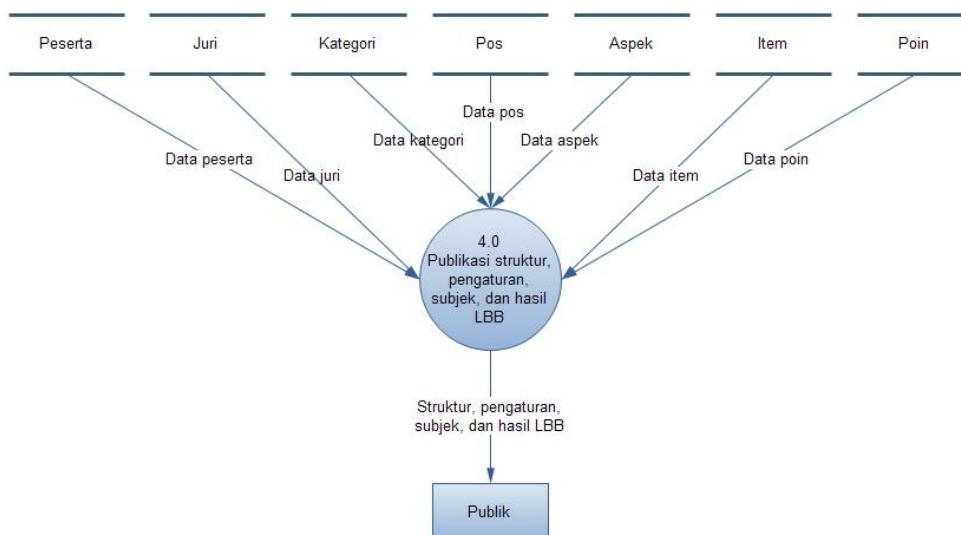 Peserta
Juri
Kategori
Pos
Aspek
Item
Poin
Data pos
Data kategori
Data aspek
Data peserta
Data juri
Data item
Data poin
4.0
Publikasi struktur,
pengaturan,
subjek, dan hasil
LBB
Struktur, pengaturan,
subjek, dan hasil LBB
Publik